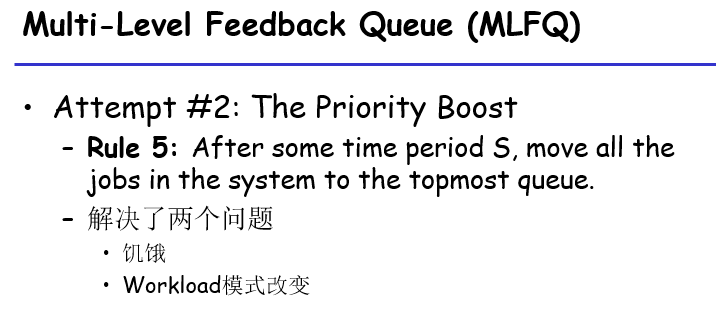 Multi-Level Feedback Queue (MLFQ)
• Attempt #2: The Priority Boost
– Rule 5: After some time period S, move all the
jobs in the system to the topmost queue.
– 解决了两个问题
• 饥饿
• Workload模式改变